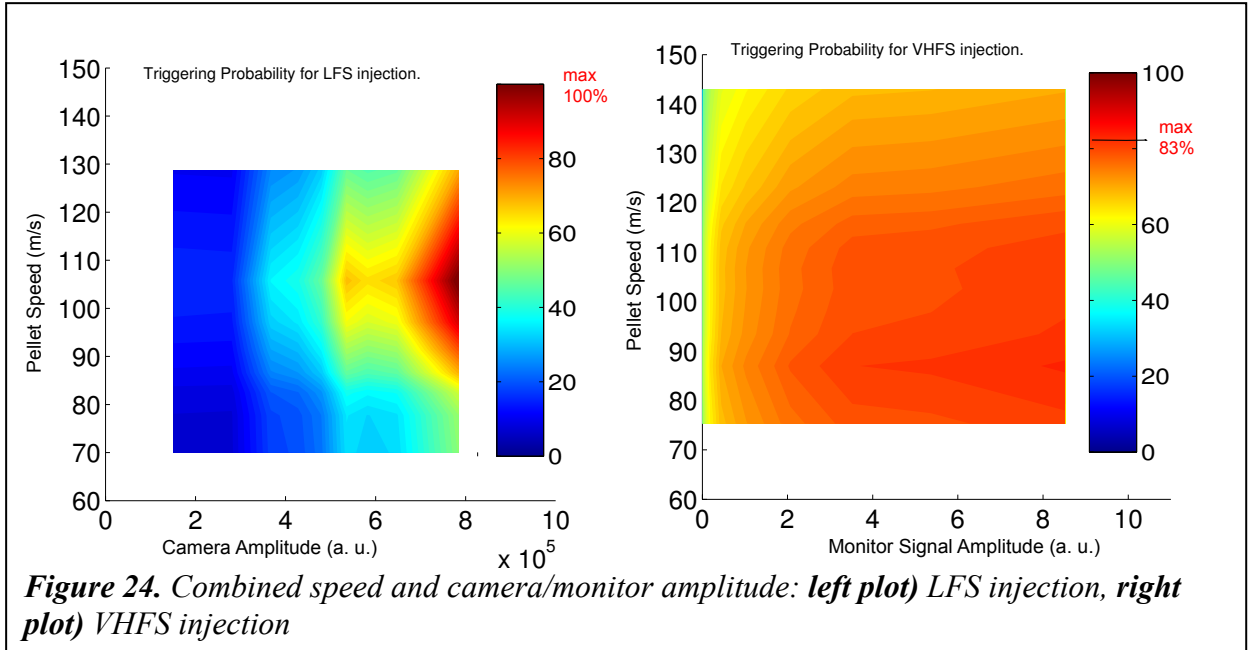 Triggering Probability for LFS injection.
max
100%
150
140
130
120
110
100
90
80
70
60
Pellet Speed (m/s)
0 2 4 6 8 10
Camera Amplitude (a. u.)
x 10^5
80
60
40
20
0
Triggering Probability for VHFS injection.
150
140
130
120
110
100
90
80
70
60
Pellet Speed (m/s)
0 2 4 6 8 10
Monitor Signal Amplitude (a. u.)
100
max
83%
80
60
40
20
0
Figure 24. Combined speed and camera/monitor amplitude: left plot) LFS injection, right
plot) VHFS injection